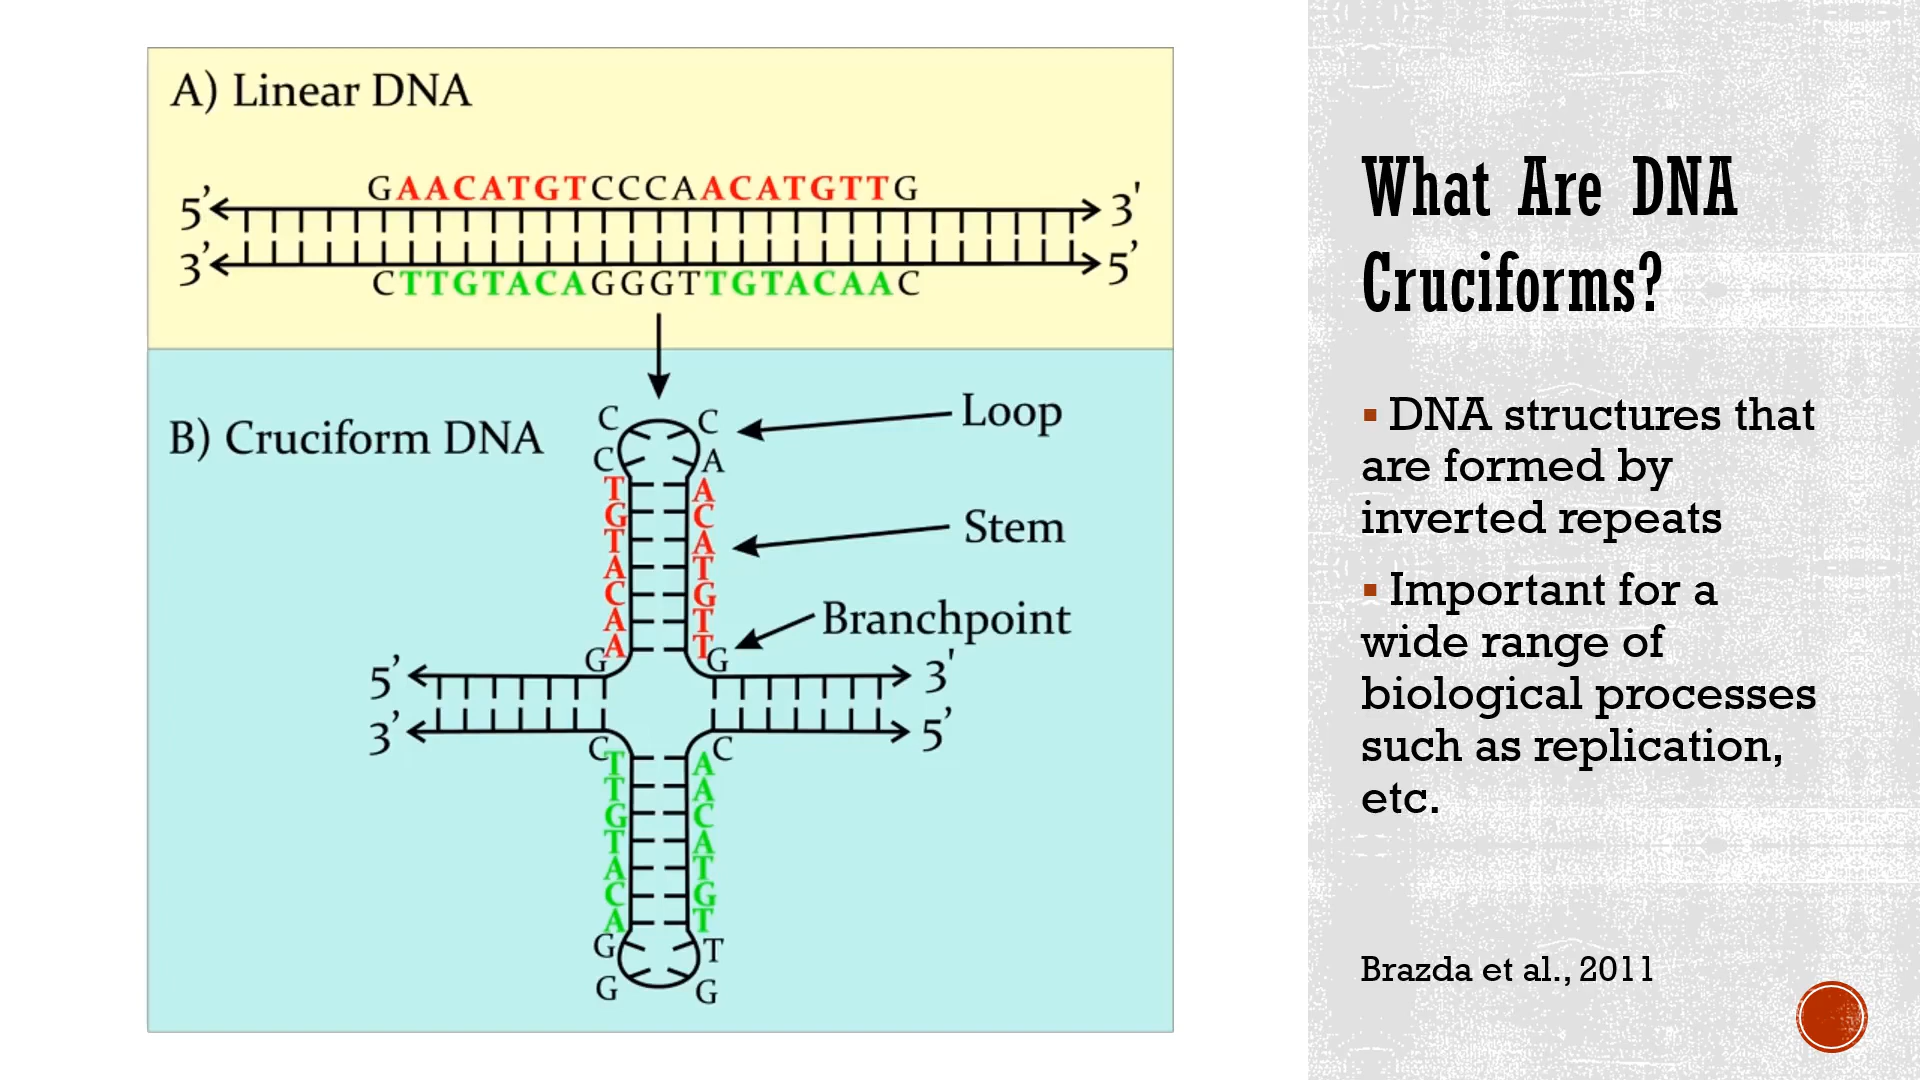 A) Linear DNA
GAACATGTCCCAACATGTTG
5’ 3'
3’ 5’
CTTGTACAGGGTTGTACAAC
B) Cruciform DNA
C C
Loop
C A
T A
G C
T A
Stem
A T
C G
A T
A T
Branchpoint
G G
5’ 3'
3’ 5’
C C
T A
T A
G C
T A
A T
C G
A T
G T
G G
What Are DNA
Cruciforms?
▪ DNA structures that
are formed by
inverted repeats
▪ Important for a
wide range of
biological processes
such as replication,
etc.
Brazda et al., 2011